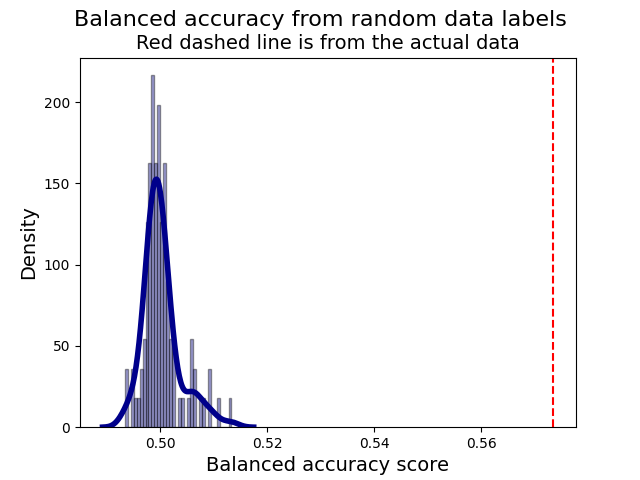 Balanced accuracy from random data labels
Red dashed line is from the actual data
200
150
100
50
0
Density
0.50 0.52 0.54 0.56
Balanced accuracy score